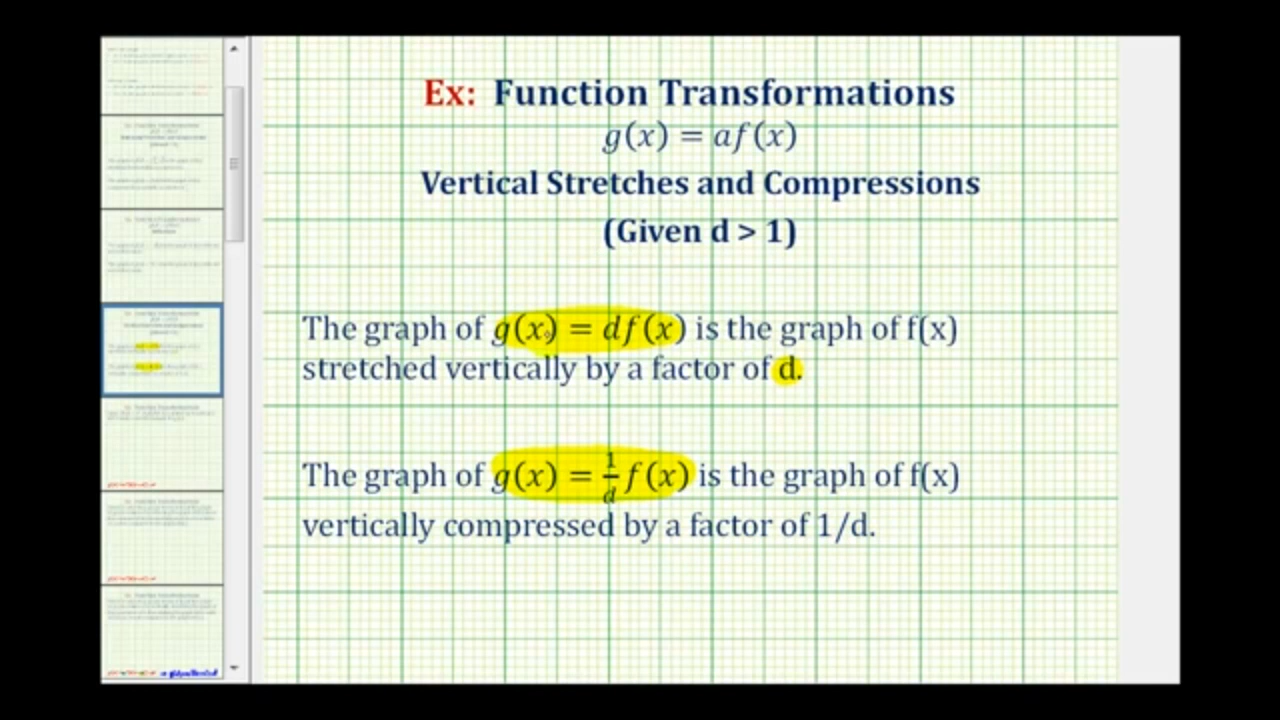 Ex: Function Transformations
g(x) = af(x)
Vertical Stretches and Compressions
(Given d > 1)
The graph of g(x) = df(x) is the graph of f(x)
stretched vertically by a factor of d.
The graph of g(x) = 1/d f(x) is the graph of f(x)
vertically compressed by a factor of 1/d.